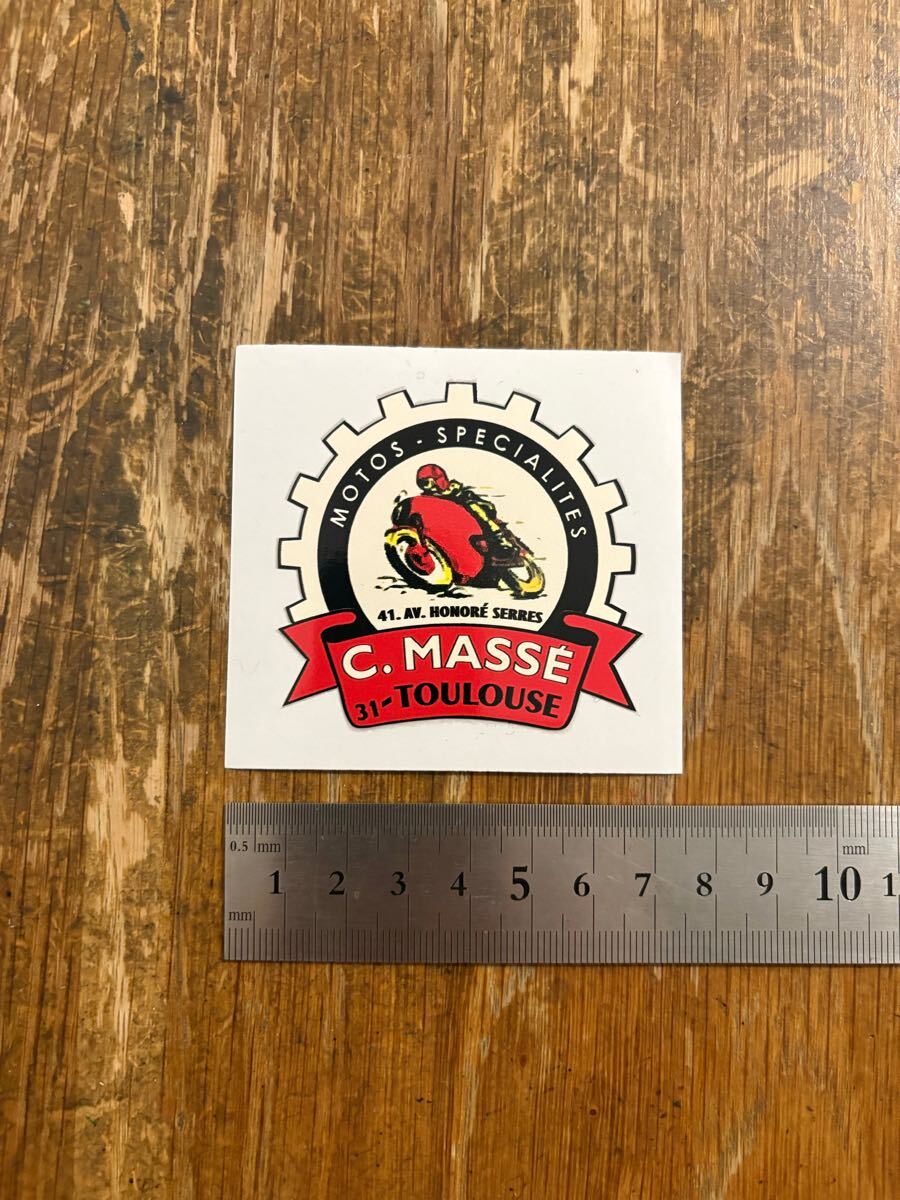 MOTOS - SPECIALITES
41. AV. HONORÉ SERRES
C. MASSÉ
31-TOULOUSE
0.5 mm mm
1 2 3 4 5 6 7 8 9 10 1
mm